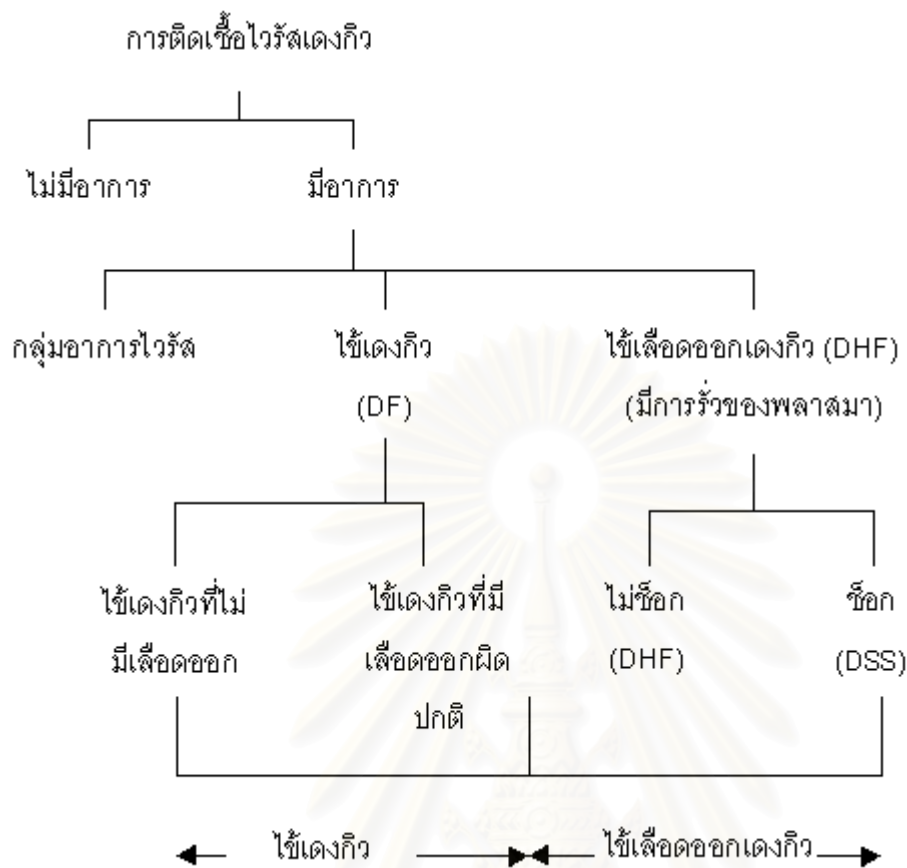 การติดเชื้อไวรัสเดงกิว
ไม่มีอาการ
มีอาการ
กลุ่มอาการไวรัส
ไข้เดงกิว
(DF)
ไข้เลือดออกเดงกิว (DHF)
(มีการรั่วของพลาสมา)
ไข้เดงกิวที่ไม่
มีเลือดออก
ไข้เดงกิวที่มี
เลือดออกผิด
ปกติ
ไม่ช็อก
(DHF)
ช็อก
(DSS)
ไข้เดงกิว
ไข้เลือดออกเดงกิว